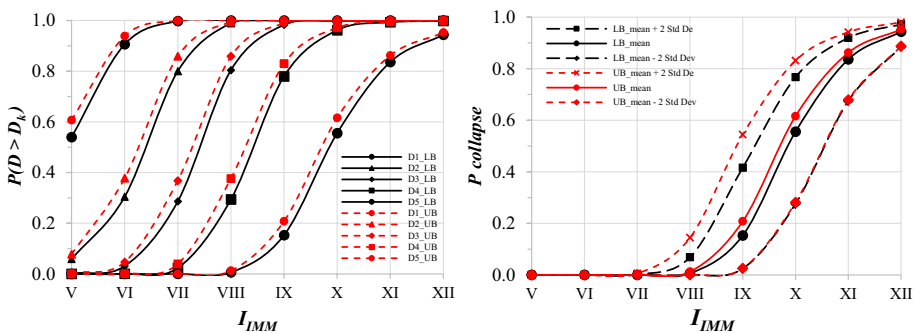 P(D > Dk)
1.0
0.8
0.6
0.4
0.2
0.0
D1_LB
D2_LB
D3_LB
D4_LB
D5_LB
D1_UB
D2_UB
D3_UB
D4_UB
D5_UB
V VI VII VIII IX X XI XII
IIMM
P collapse
1.0
0.8
0.6
0.4
0.2
0.0
LB_mean + 2 Std De
LB_mean
LB_mean - 2 Std Dev
UB_mean + 2 Std De
UB_mean
UB_mean - 2 Std Dev
V VI VII VIII IX X XI XII
IIMM